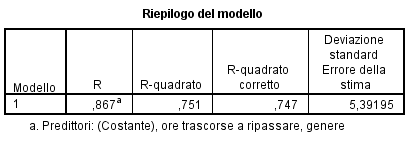 Riepilogo del modello
Modello R R-quadrato R-quadrato corretto Deviazione standard Errore della stima
1 ,867a ,751 ,747 5,39195
a. Predittori: (Costante), ore trascorse a ripassare, genere